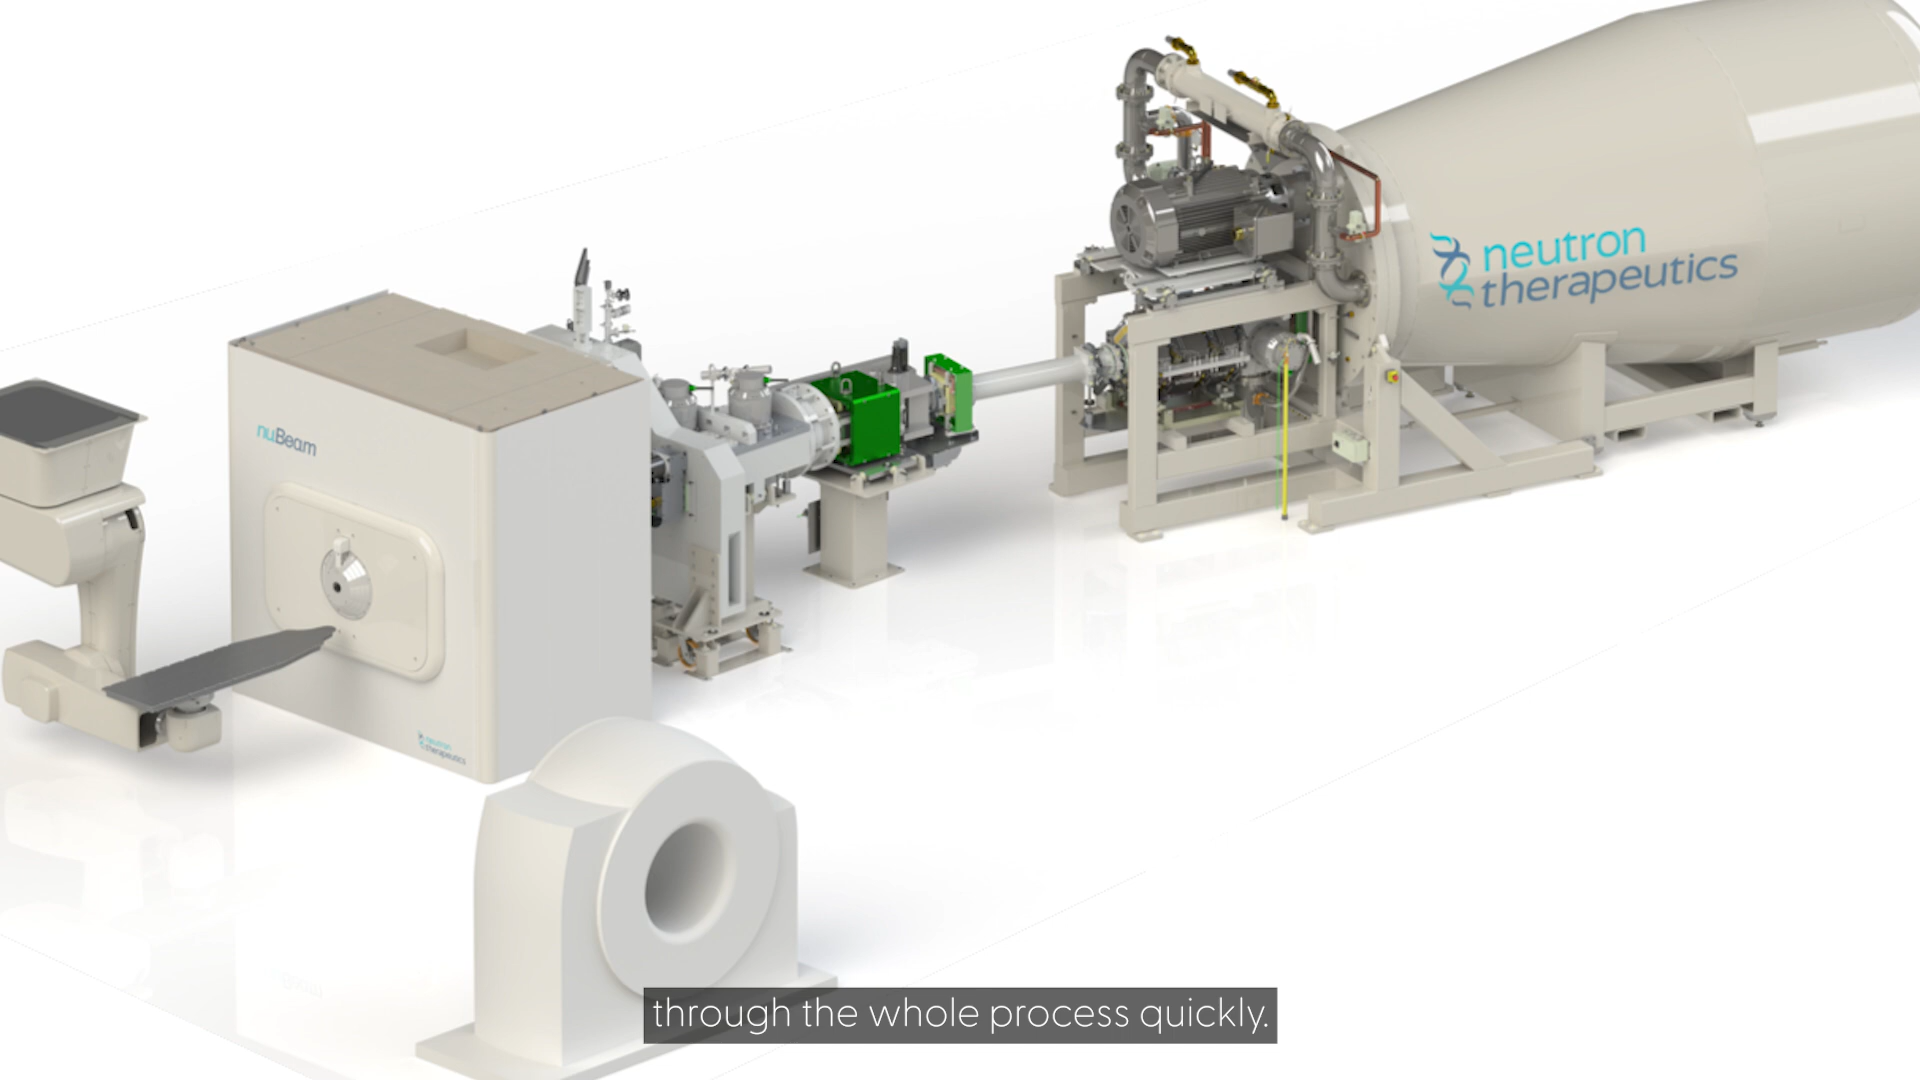 neutron
therapeutics
nuBeam
neutron
therapeutics
through the whole process quickly.